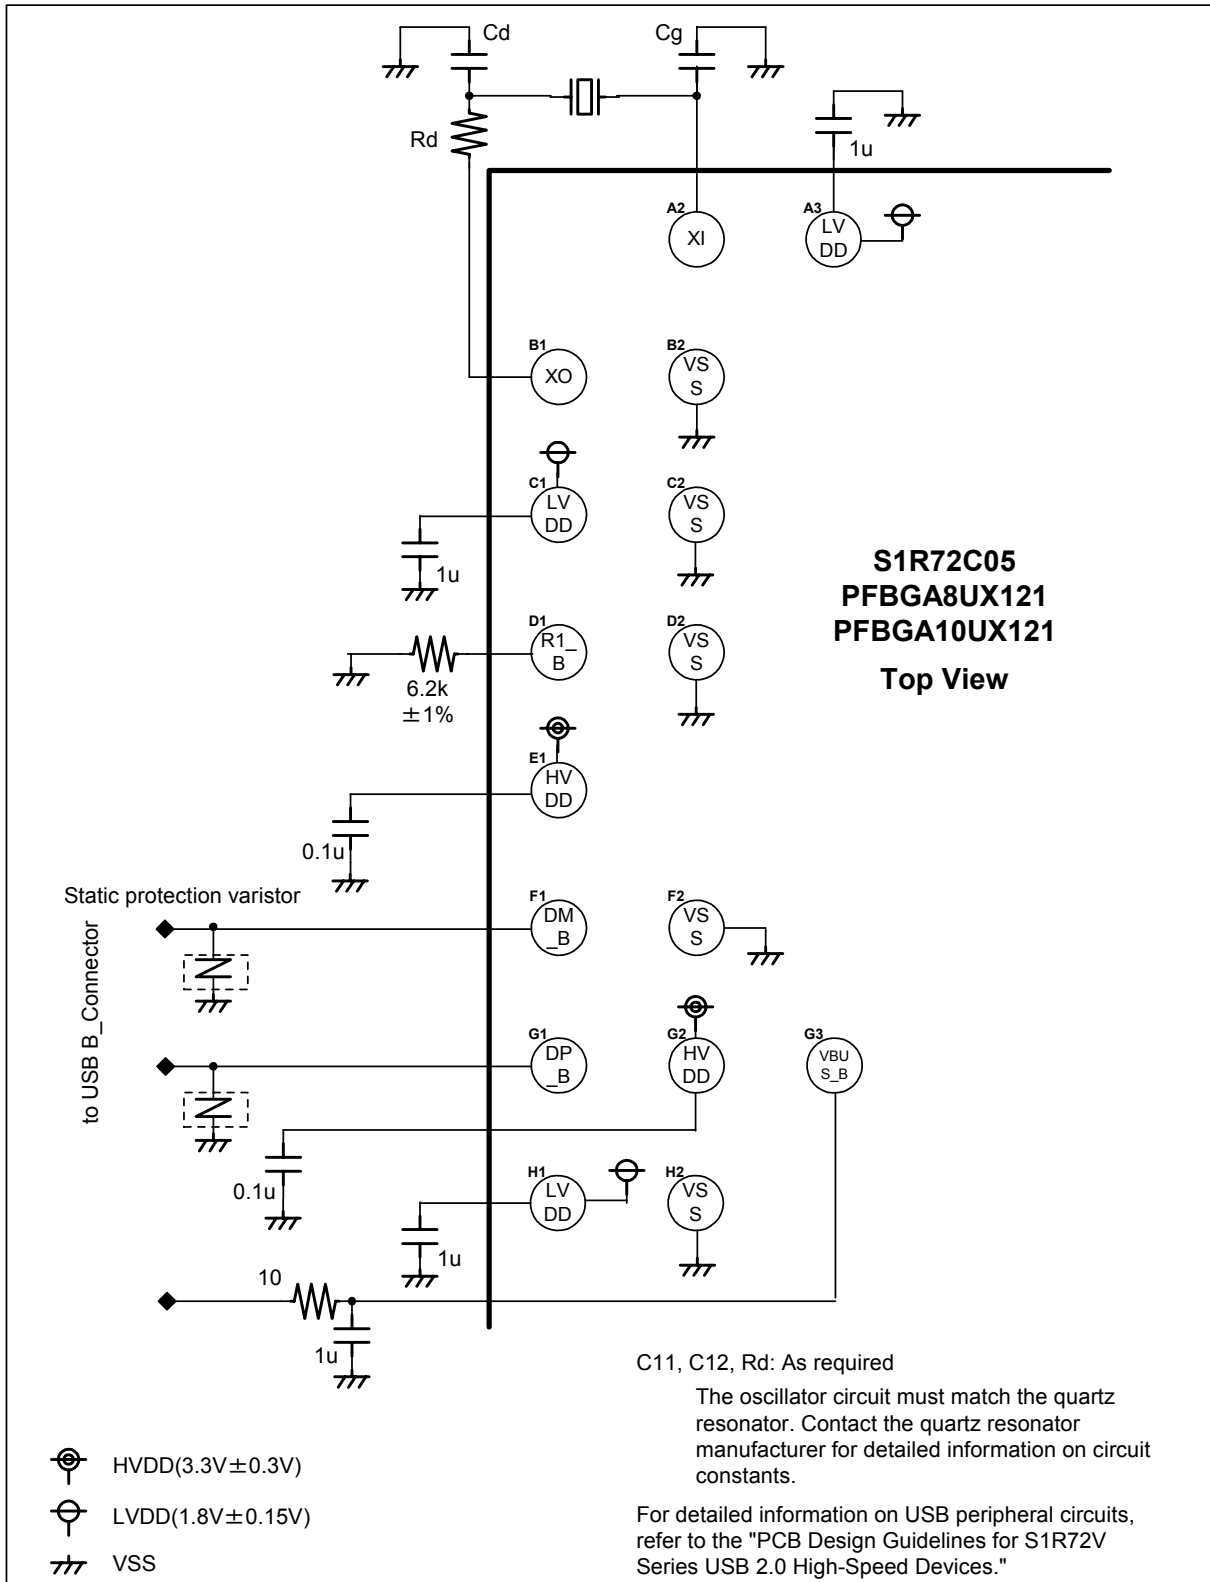 Cd
Cg
Rd
1u
A2
XI
A3
LV
DD
B1
XO
B2
VS
S
C1
LV
DD
C2
VS
S
1u
S1R72C05
PFBGA8UX121
PFBGA10UX121
Top View
D1
R1_
B
D2
VS
S
6.2k
±1%
E1
HV
DD
0.1u
Static protection varistor
to USB B_Connector
F1
DM
_B
F2
VS
S
G1
DP
_B
G2
HV
DD
G3
VBU
S_B
0.1u
H1
LV
DD
H2
VS
S
1u
10
1u
C11, C12, Rd: As required
The oscillator circuit must match the quartz
resonator. Contact the quartz resonator
manufacturer for detailed information on circuit
constants.
HVDD(3.3V±0.3V)
LVDD(1.8V±0.15V)
VSS
For detailed information on USB peripheral circuits,
refer to the "PCB Design Guidelines for S1R72V
Series USB 2.0 High-Speed Devices."